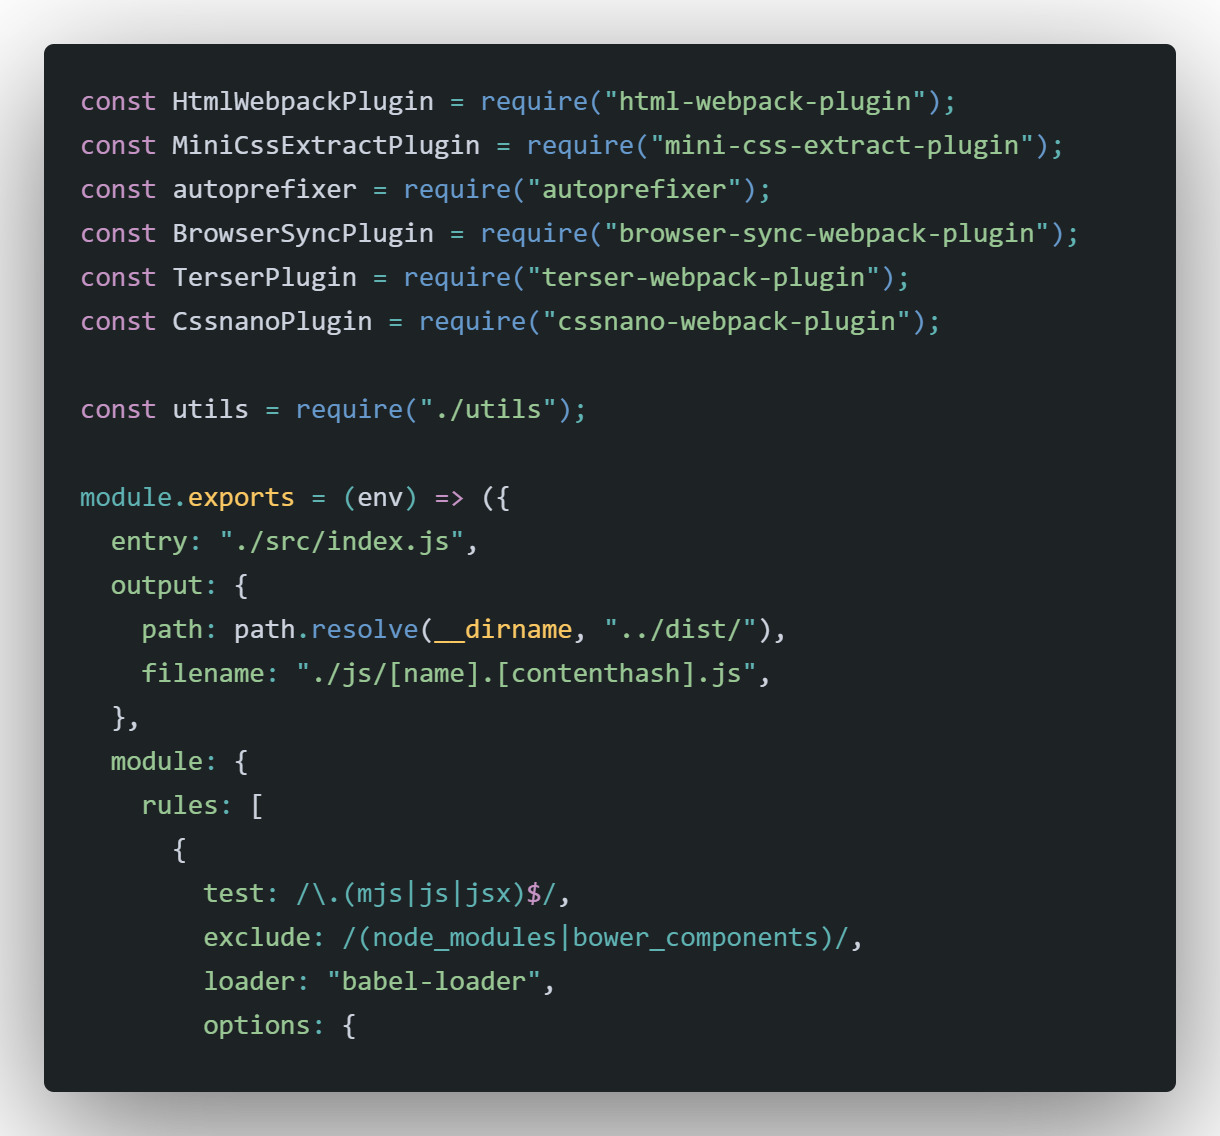 const HtmlWebpackPlugin = require("html-webpack-plugin");
const MiniCssExtractPlugin = require("mini-css-extract-plugin");
const autoprefixer = require("autoprefixer");
const BrowserSyncPlugin = require("browser-sync-webpack-plugin");
const TerserPlugin = require("terser-webpack-plugin");
const CssnanoPlugin = require("cssnano-webpack-plugin");

const utils = require("./utils");

module.exports = (env) => ({
  entry: "./src/index.js",
  output: {
    path: path.resolve(__dirname, "../dist/"),
    filename: "./js/[name].[contenthash].js",
  },
  module: {
    rules: [
      {
        test: /\.(mjs|js|jsx)$/,
        exclude: /(node_modules|bower_components)/,
        loader: "babel-loader",
        options: {